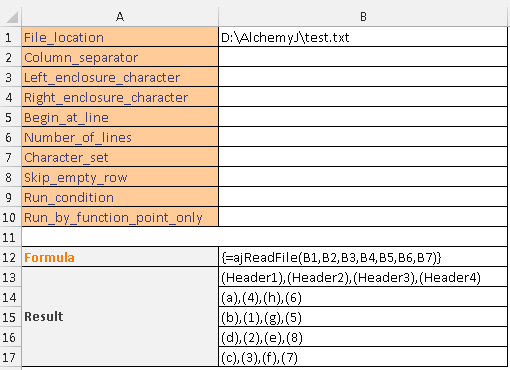 A B
1 File_location D:\AlchemyJ\test.txt
2 Column_separator
3 Left_enclosure_character
4 Right_enclosure_character
5 Begin_at_line
6 Number_of_lines
7 Character_set
8 Skip_empty_row
9 Run_condition
10 Run_by_function_point_only
11
12 Formula {=ajReadFile(B1,B2,B3,B4,B5,B6,B7)}
13 (Header1),(Header2),(Header3),(Header4)
14 (a),(4),(h),(6)
15 Result (b),(1),(g),(5)
16 (d),(2),(e),(8)
17 (c),(3),(f),(7)